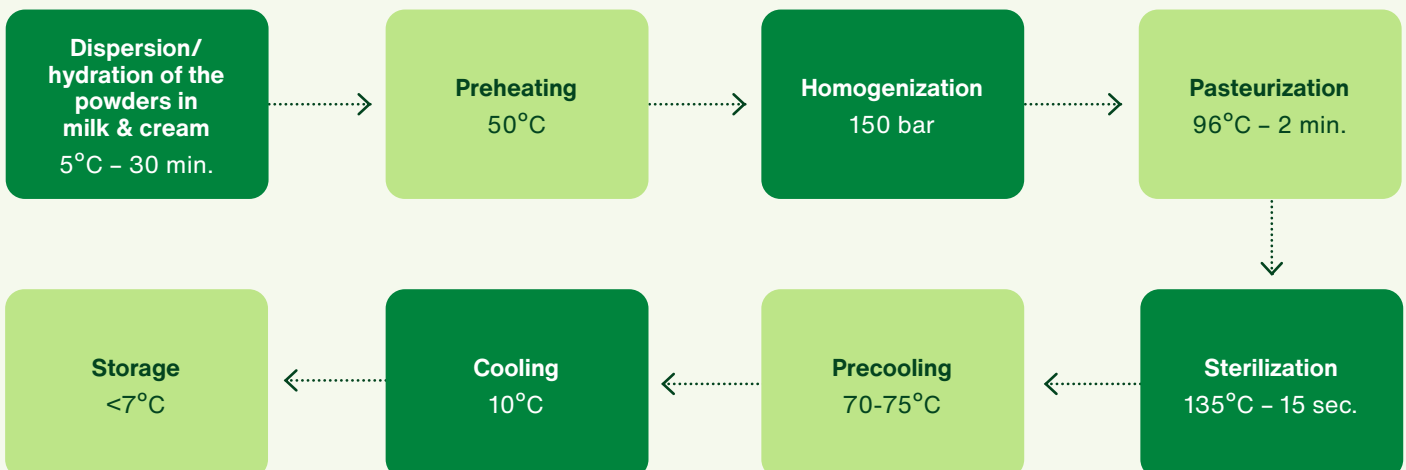 Dispersion/
hydration of the
powders in
milk & cream
5°C – 30 min.
Preheating
50°C
Homogenization
150 bar
Pasteurization
96°C – 2 min.
Sterilization
135°C – 15 sec.
Precooling
70-75°C
Cooling
10°C
Storage
<7°C